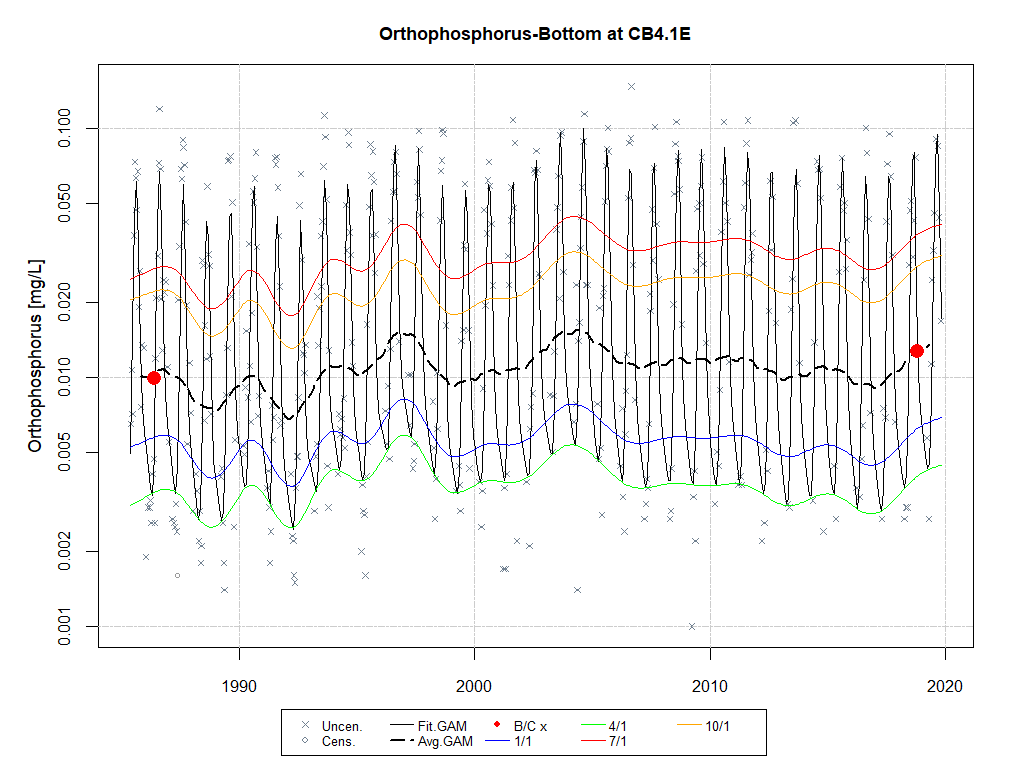 Orthophosphorus-Bottom at CB4.1E
Orthophosphorus [mg/L]
0.100
0.050
0.020
0.010
0.005
0.002
0.001
1990 2000 2010 2020
Uncen. Fit.GAM B/C x 4/1 10/1
Cens. Avg.GAM 1/1 7/1